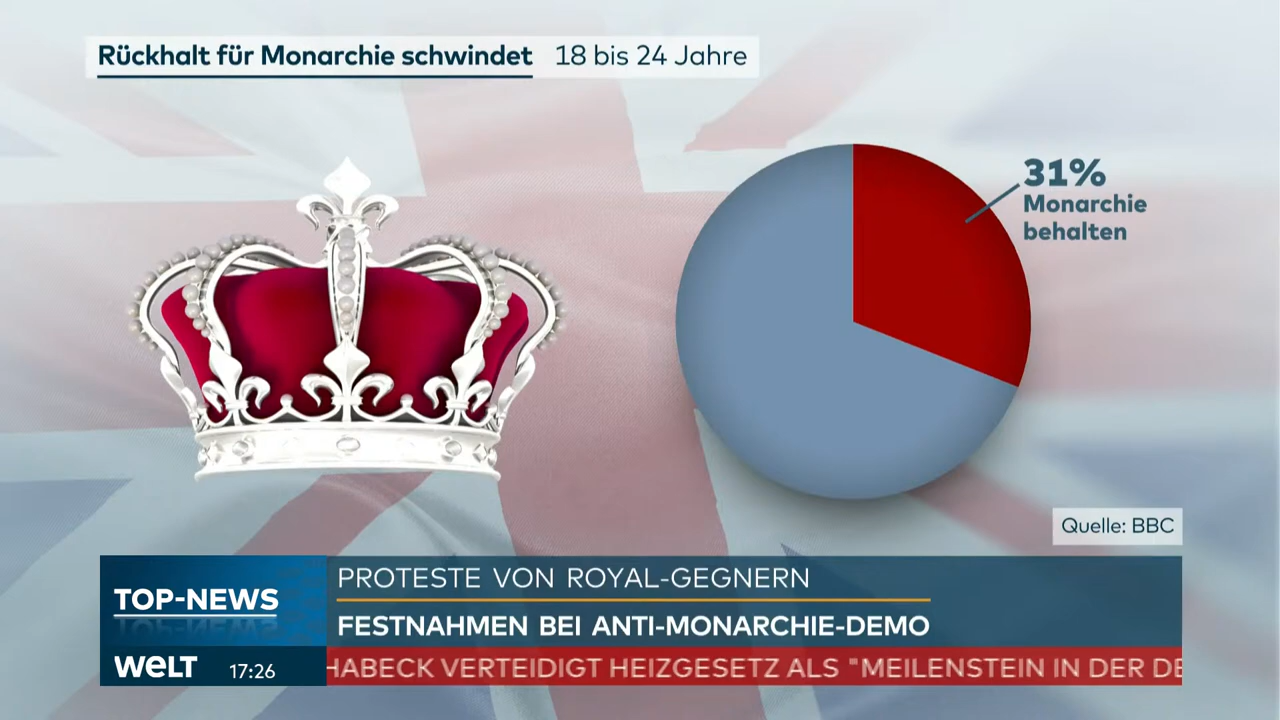 Rückhalt für Monarchie schwindet 18 bis 24 Jahre
31%
Monarchie
behalten
Quelle: BBC
PROTESTE VON ROYAL-GEGNERN
TOP-NEWS
FESTNAHMEN BEI ANTI-MONARCHIE-DEMO
welt 17:26
HABECK VERTEIDIGT HEIZGESETZ ALS "MEILENSTEIN IN DER